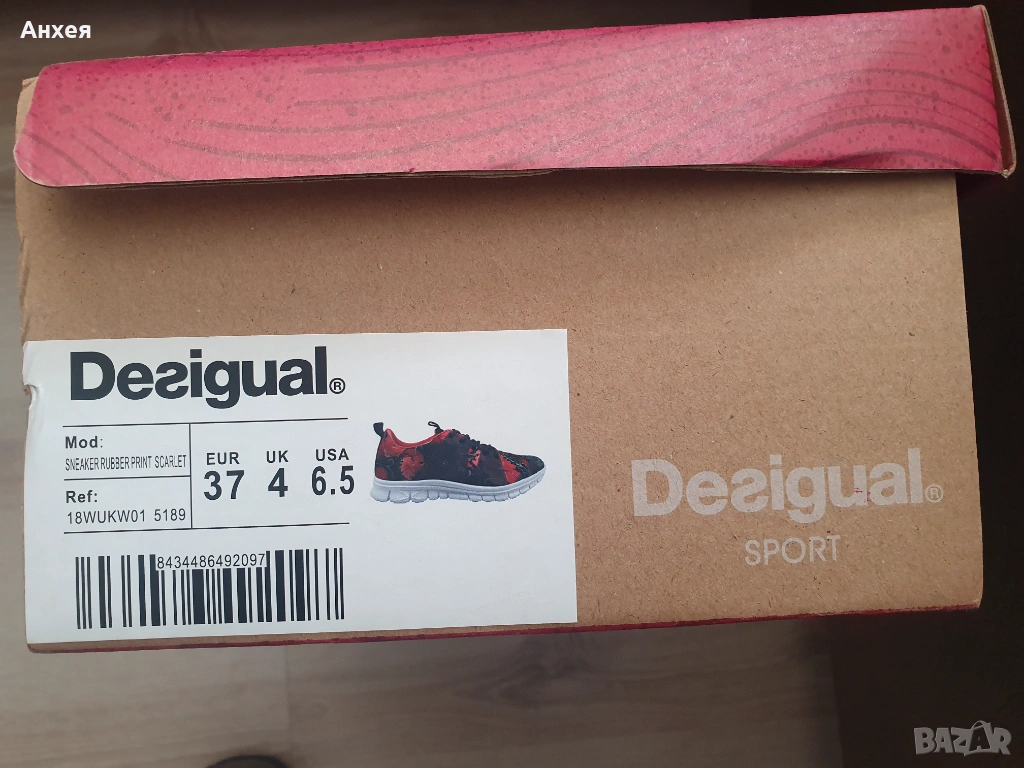 Анхея
Desigual®
Mod:
SNEAKER RUBBER PRINT SCARLET
Ref:
18WUKW01 5189
EUR UK USA
37 4 6.5
8434486492097
Desigual®
SPORT
BAZAR